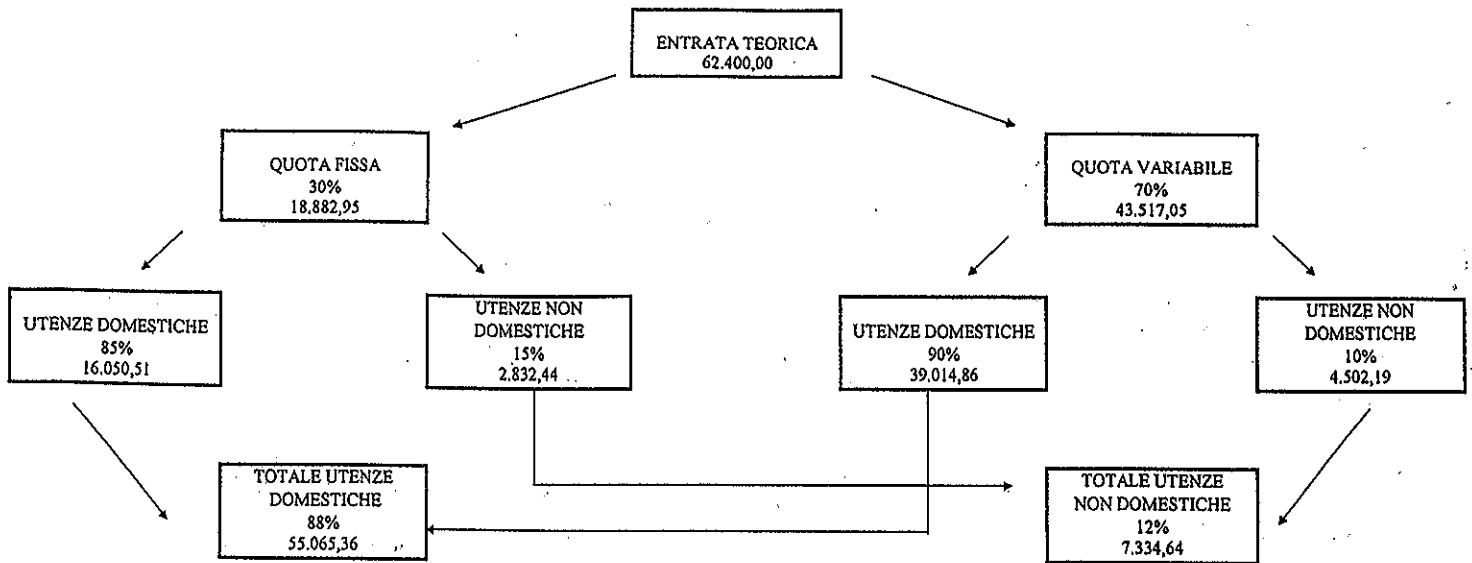 ENTRATA TEORICA
62.400,00
QUOTA FISSA
30%
18.882,95
QUOTA VARIABILE
70%
43.517,05
UTENZE DOMESTICHE
85%
16.050,51
UTENZE NON
DOMESTICHE
15%
2.832,44
UTENZE DOMESTICHE
90%
39.014,86
UTENZE NON
DOMESTICHE
10%
4.502,19
TOTALE UTENZE
DOMESTICHE
88%
55.065,36
TOTALE UTENZE
NON DOMESTICHE
12%
7.334,64